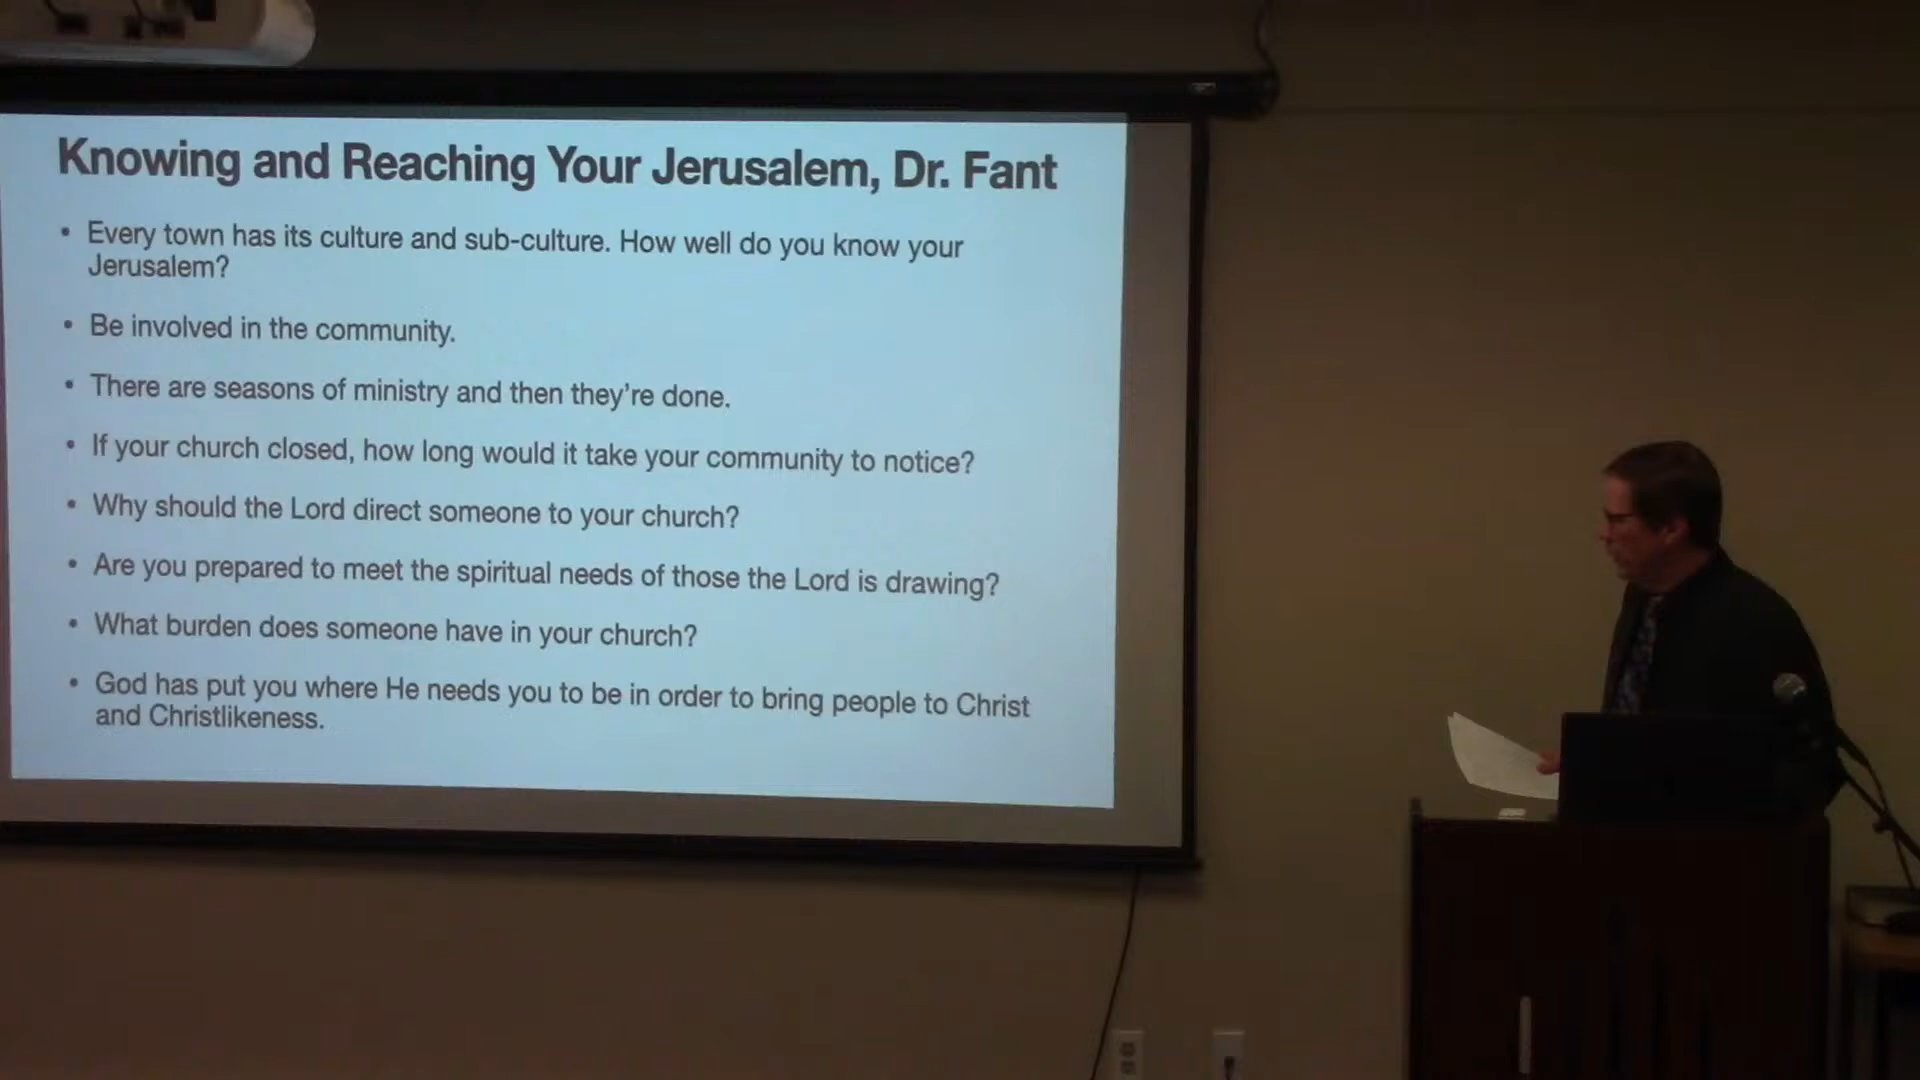 Knowing and Reaching Your Jerusalem, Dr. Fant
• Every town has its culture and sub-culture. How well do you know your
Jerusalem?
• Be involved in the community.
• There are seasons of ministry and then they're done.
• If your church closed, how long would it take your community to notice?
• Why should the Lord direct someone to your church?
• Are you prepared to meet the spiritual needs of those the Lord is drawing?
• What burden does someone have in your church?
• God has put you where He needs you to be in order to bring people to Christ
and Christlikeness.